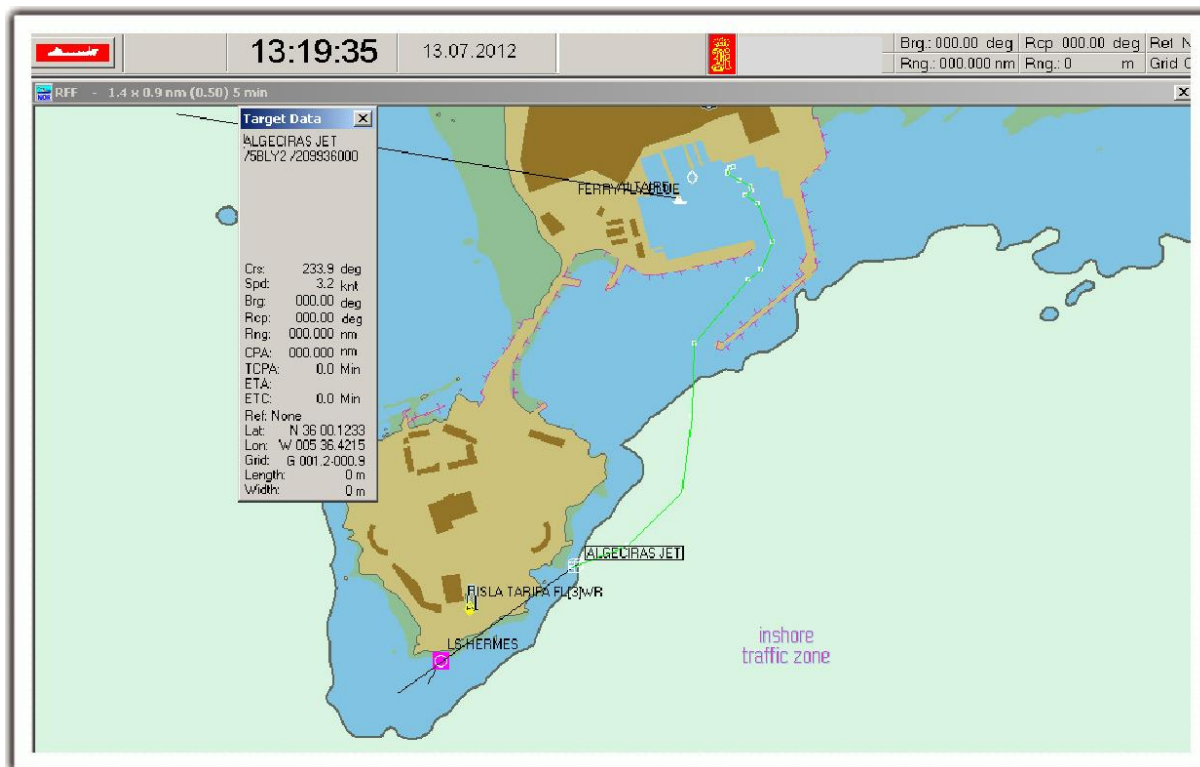 13:19:35
13.07.2012
Brg.: 000.00 deg Rcp 000.00 deg Rel N
Rng.: 000.000 nm Rng.: 0 m Grid
RFF - 1.4 x 0.9 nm (0.50) 5 min
Target Data
ALGECIRAS JET
/5BLY2 /209936000
Crs: 233.9 deg
Spd: 3.2 knt
Brg: 000.00 deg
Rcp: 000.00 deg
Rng: 000.000 nm
CPA: 000.000 nm
TCPA: 0.0 Min
ETA:
ETC: 0.0 Min
Ref: None
Lat: N 36 00.1233
Lon: W 005 36.4215
Grid: G 001.2-000.9
Length: 0 m
Width: 0 m
ALGECIRAS JET
ISLA TARIFA FL[3]WR
LS HERMES
inshore
traffic zone